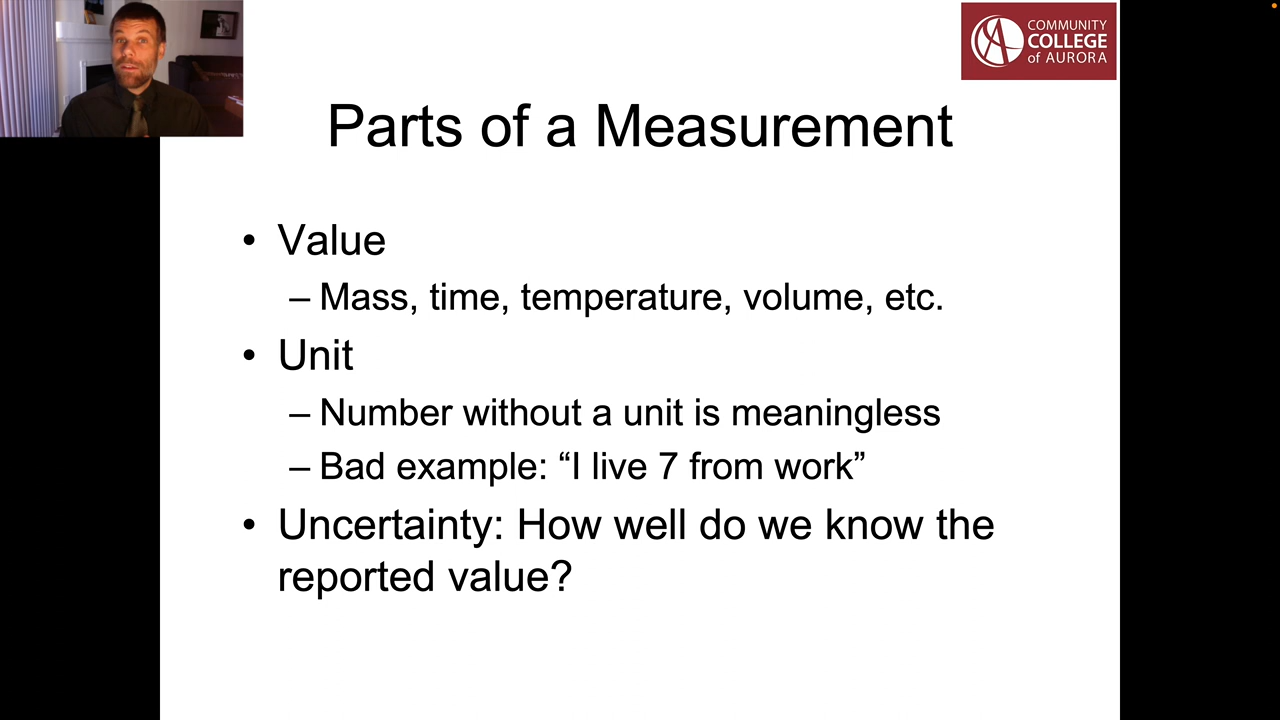 COMMUNITY
COLLEGE
of AURORA
Parts of a Measurement
• Value
– Mass, time, temperature, volume, etc.
• Unit
– Number without a unit is meaningless
– Bad example: “I live 7 from work”
• Uncertainty: How well do we know the
reported value?